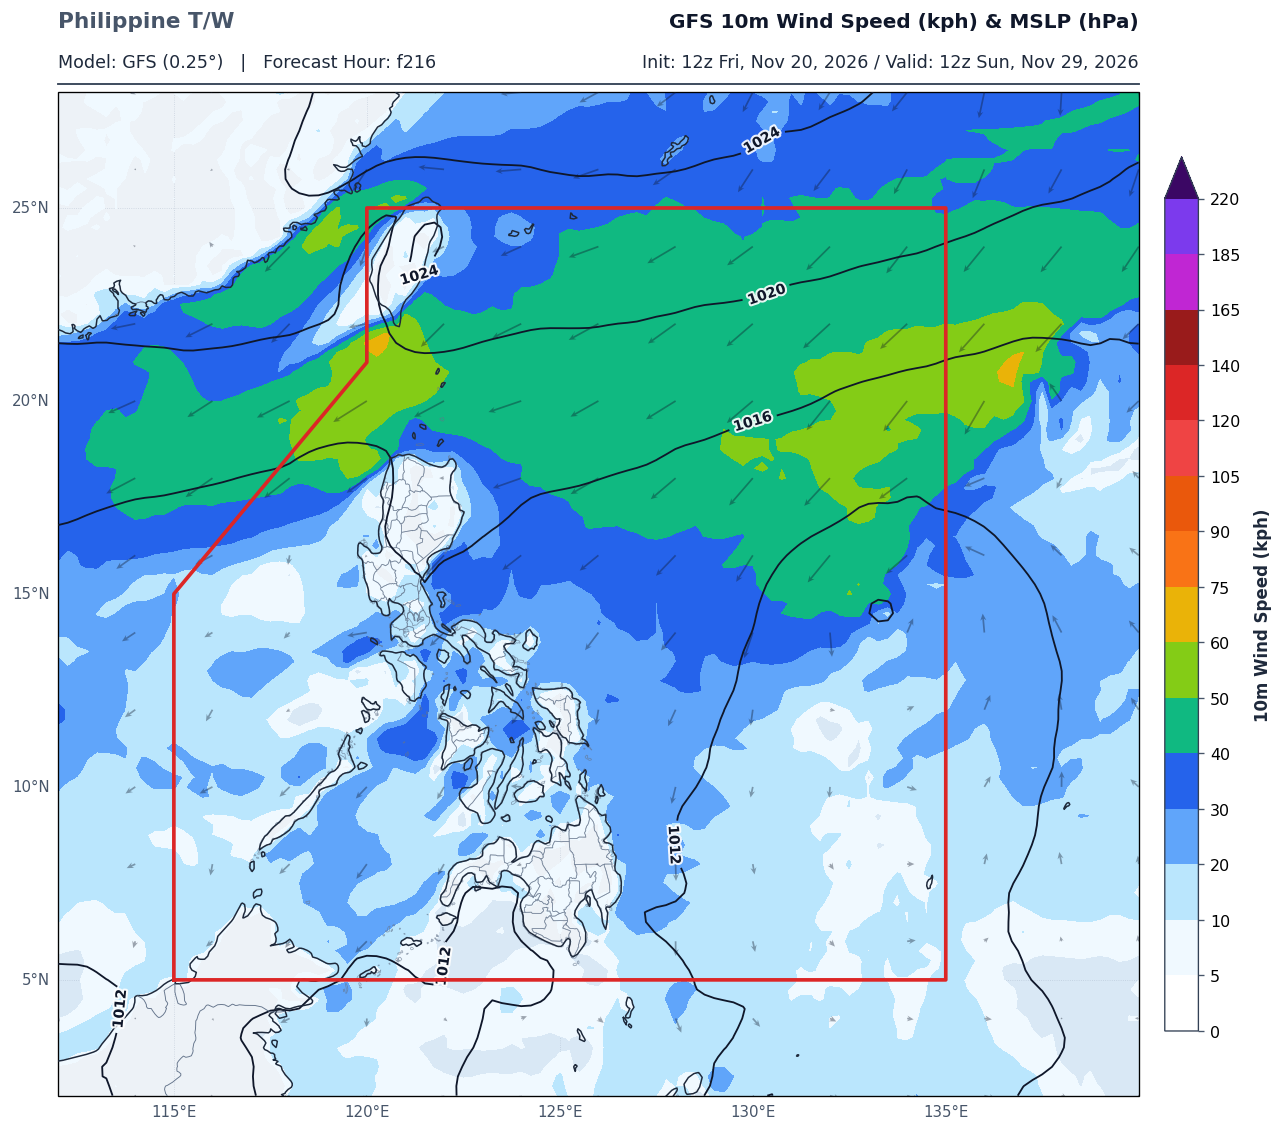 Philippine T/W
GFS 10m Wind Speed (kph) & MSLP (hPa)
Model: GFS (0.25°) | Forecast Hour: f216
Init: 12z Fri, Nov 20, 2026 / Valid: 12z Sun, Nov 29, 2026
1024
1024
1020
1016
1012
1012
1012
25°N
20°N
15°N
10°N
5°N
115°E
120°E
125°E
130°E
135°E
220
185
165
140
120
105
90
75
60
50
40
30
20
10
5
0
10m Wind Speed (kph)